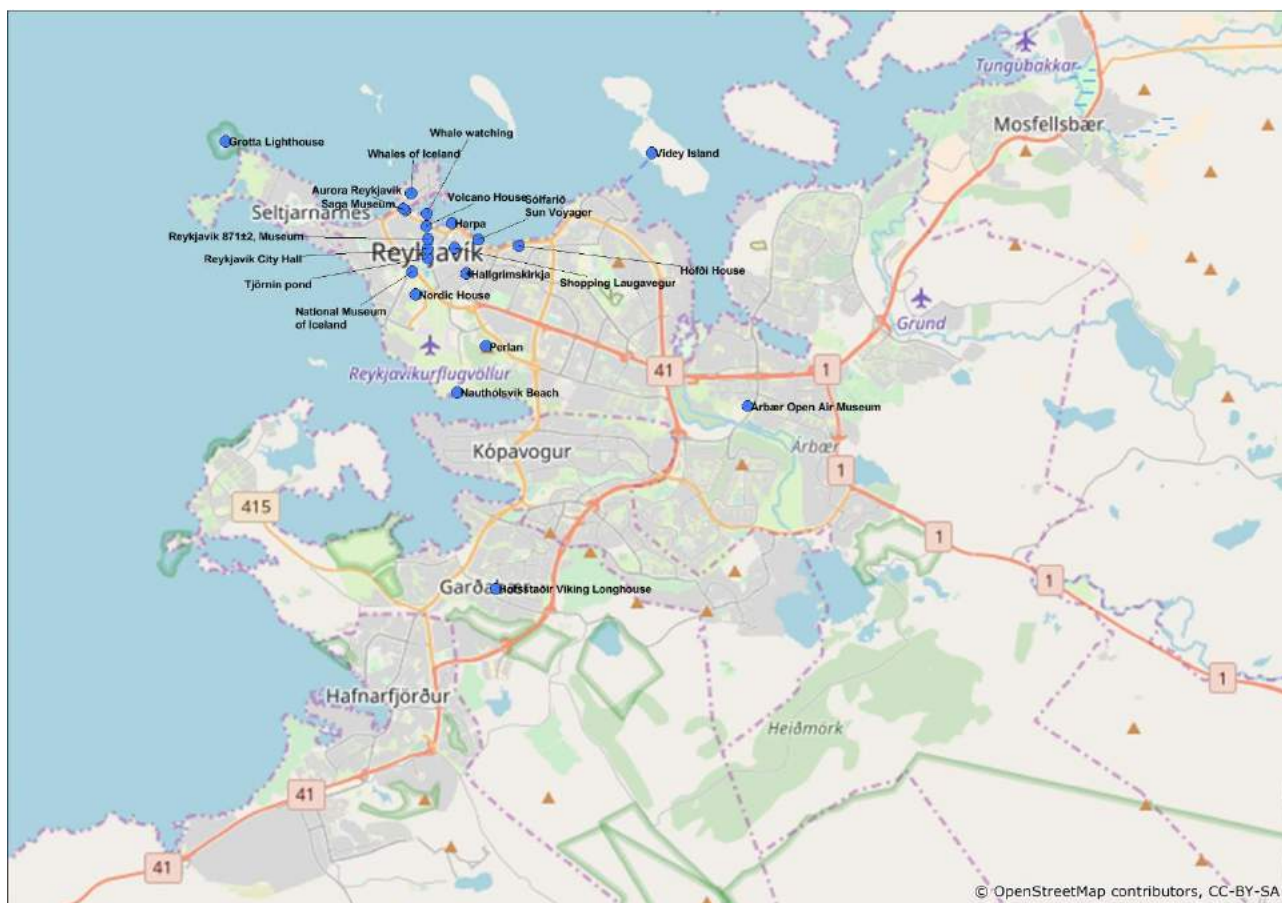 Tungubakkar
Mosfellsbær
Whale watching
Grotta Lighthouse
Whales of Iceland
Videy Island
Aurora Reykjavik
Saga Museum
Volcano House
Sólfarið
Sun Voyager
Seltjarnarnes
Harpa
Reykjavik 871±2, Museum
Reykjavík
Reykjavik City Hall
Höfði House
Tjörnin pond
Hallgrimskirkja
Shopping Laugavegur
National Museum
of Iceland
Nordic House
Grund
Perlan
Reykjavíkurflugvöllur
41
1
Nautholsvik Beach
Árbær Open Air Museum
Kópavogur
Árbær
1
415
1
1
Garðabær
Hofsstaðir Viking Longhouse
1
Hafnarfjörður
Heiðmörk
41
41
© OpenStreetMap contributors, CC-BY-SA